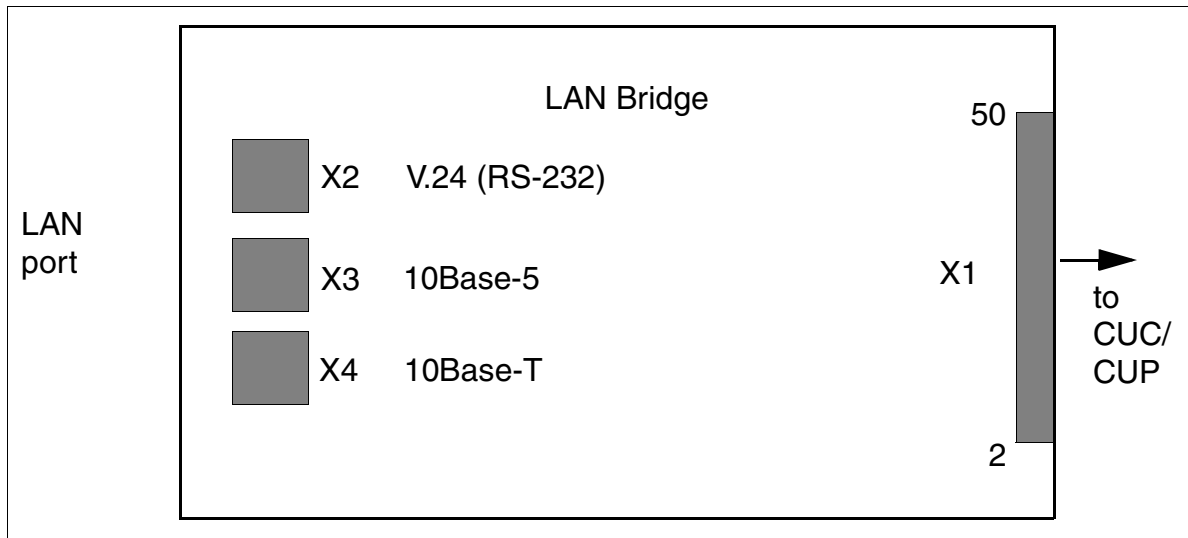 LAN Bridge
50
X2 V.24 (RS-232)
LAN
port
X3 10Base-5
X1
to
CUC/
CUP
X4 10Base-T
2